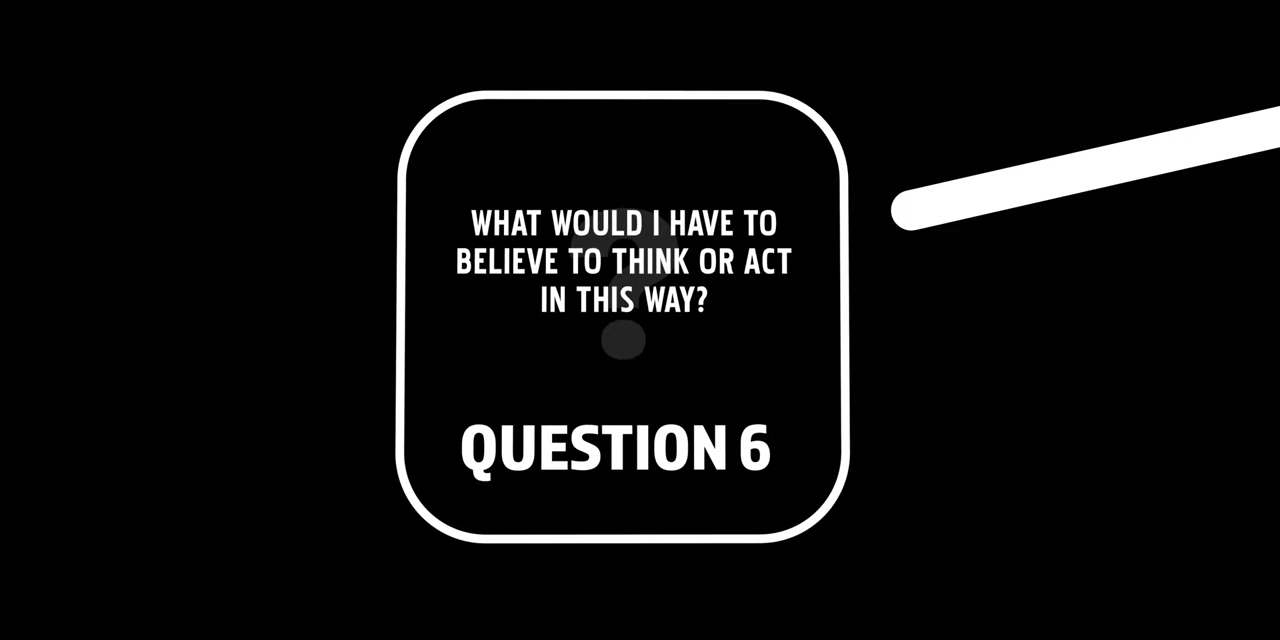 WHAT WOULD I HAVE TO
BELIEVE TO THINK OR ACT
IN THIS WAY?
QUESTION 6